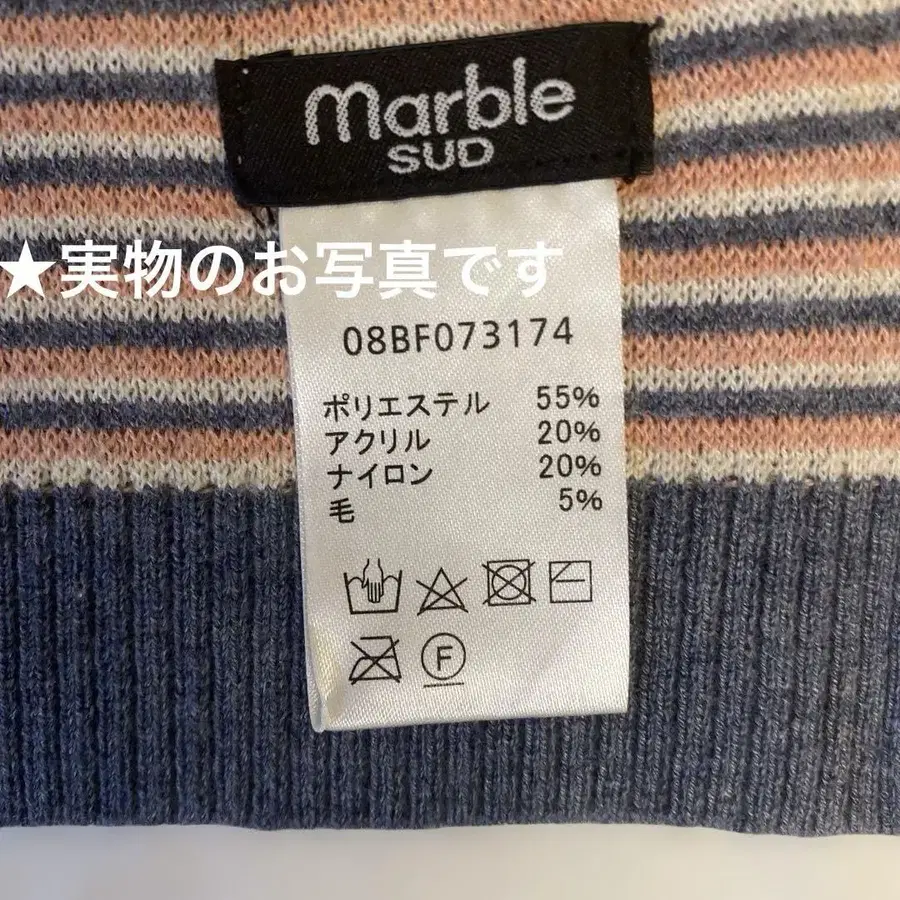 marble
SUD
★実物のお写真です
08BF073174
ポリエステル 55%
アクリル 20%
ナイロン 20%
毛 5%
F